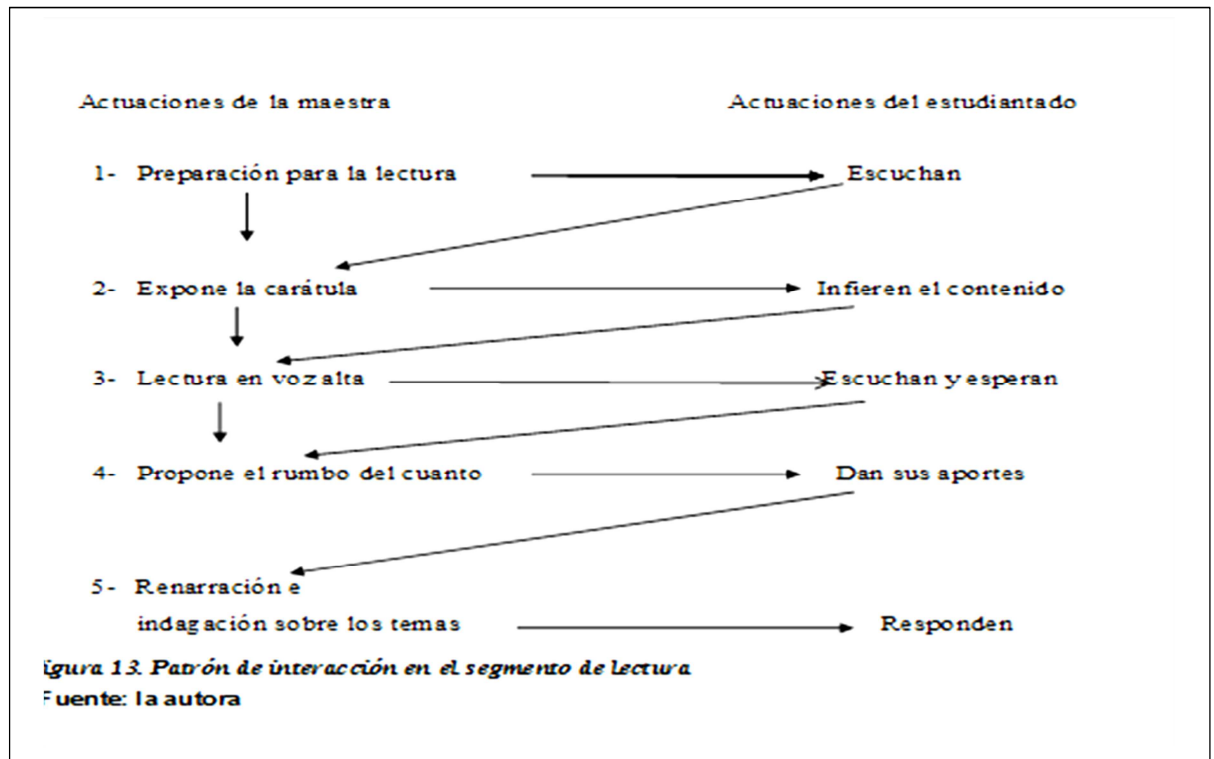 Actuaciones de la maestra Actuaciones del estudiantado
1- Preparación para la lectura Escuchan
2- Expone la carátula Infieren el contenido
3- Lectura en voz alta Escuchan y esperan
4- Propone el rumbo del cuanto Dan sus aportes
5- Renarración e
indagación sobre los temas Responden
igura 13. Patrón de interacción en el segmento de lectura
Fuente: la autora